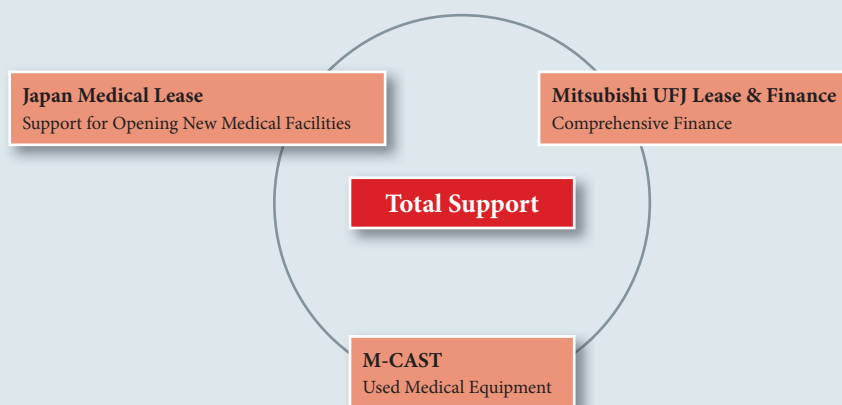 Japan Medical Lease
Support for Opening New Medical Facilities
Mitsubishi UFJ Lease & Finance
Comprehensive Finance
Total Support
M-CAST
Used Medical Equipment